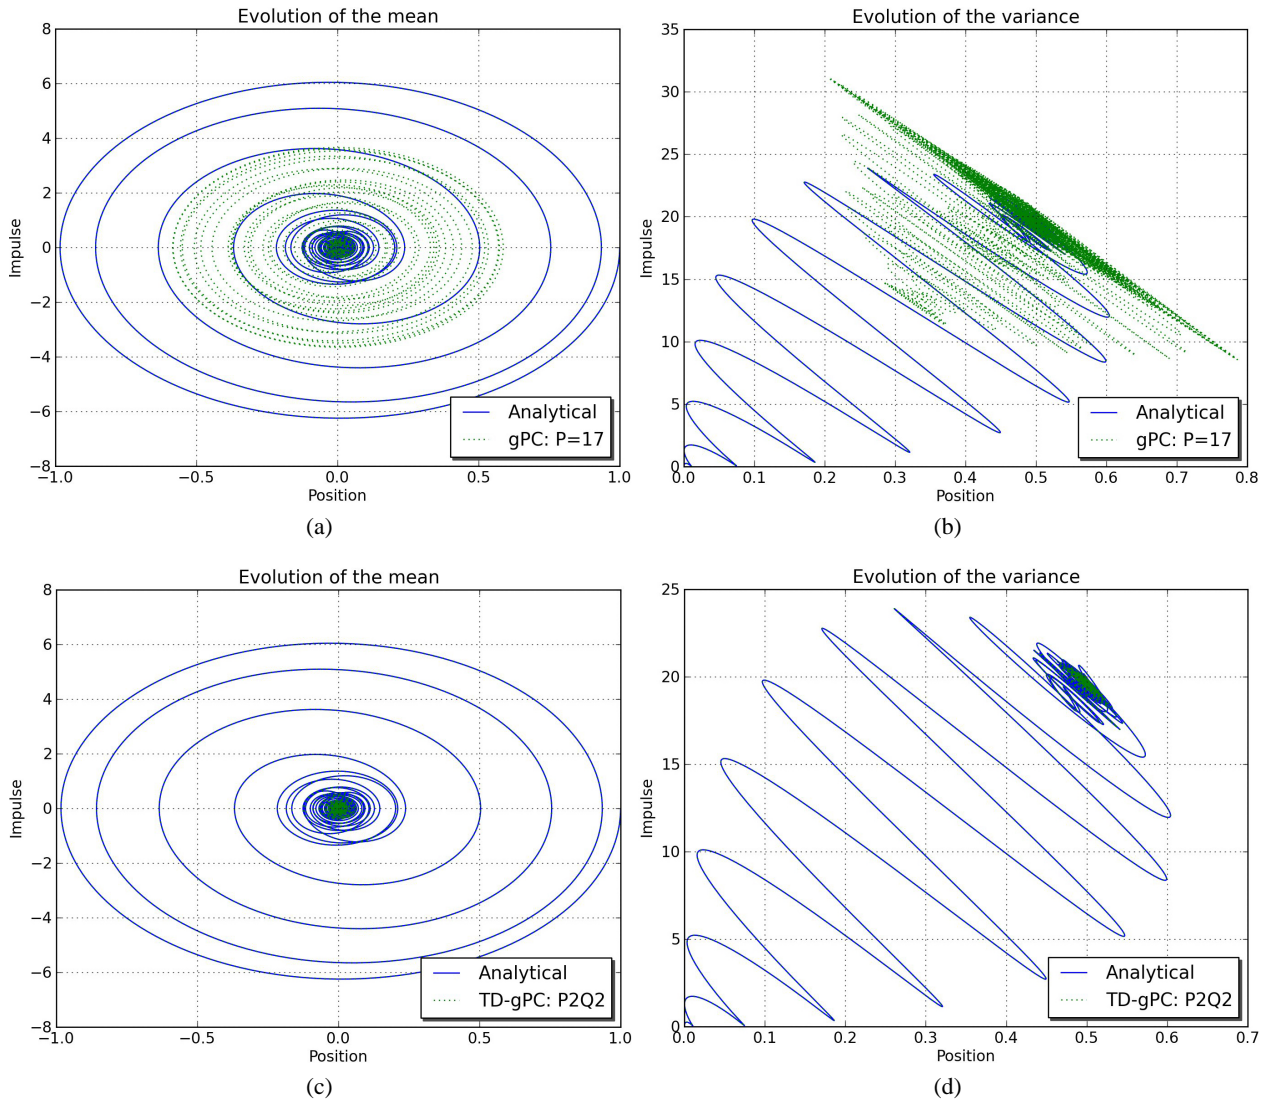 Evolution of the mean
8
6
4
2
0
−2
−4
−6
−8
Impulse
−1.0 −0.5 0.0 0.5 1.0
Position
Analytical
gPC: P=17
(a)
Evolution of the variance
35
30
25
20
15
10
5
0
Impulse
0.0 0.1 0.2 0.3 0.4 0.5 0.6 0.7 0.8
Position
Analytical
gPC: P=17
(b)
Evolution of the mean
8
6
4
2
0
−2
−4
−6
−8
Impulse
−1.0 −0.5 0.0 0.5 1.0
Position
Analytical
TD-gPC: P2Q2
(c)
Evolution of the variance
25
20
15
10
5
0
Impulse
0.0 0.1 0.2 0.3 0.4 0.5 0.6 0.7
Position
Analytical
TD-gPC: P2Q2
(d)